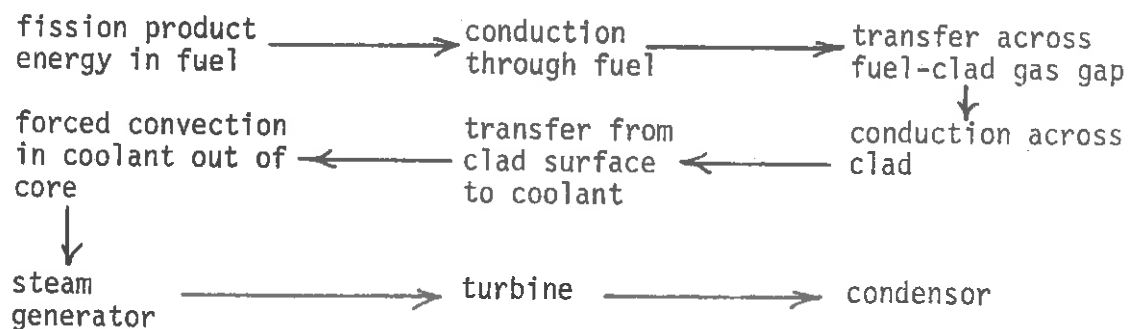 fission product
energy in fuel
conduction
through fuel
transfer across
fuel-clad gas gap
conduction across
clad
transfer from
clad surface
to coolant
forced convection
in coolant out of
core
steam
generator
turbine
condensor